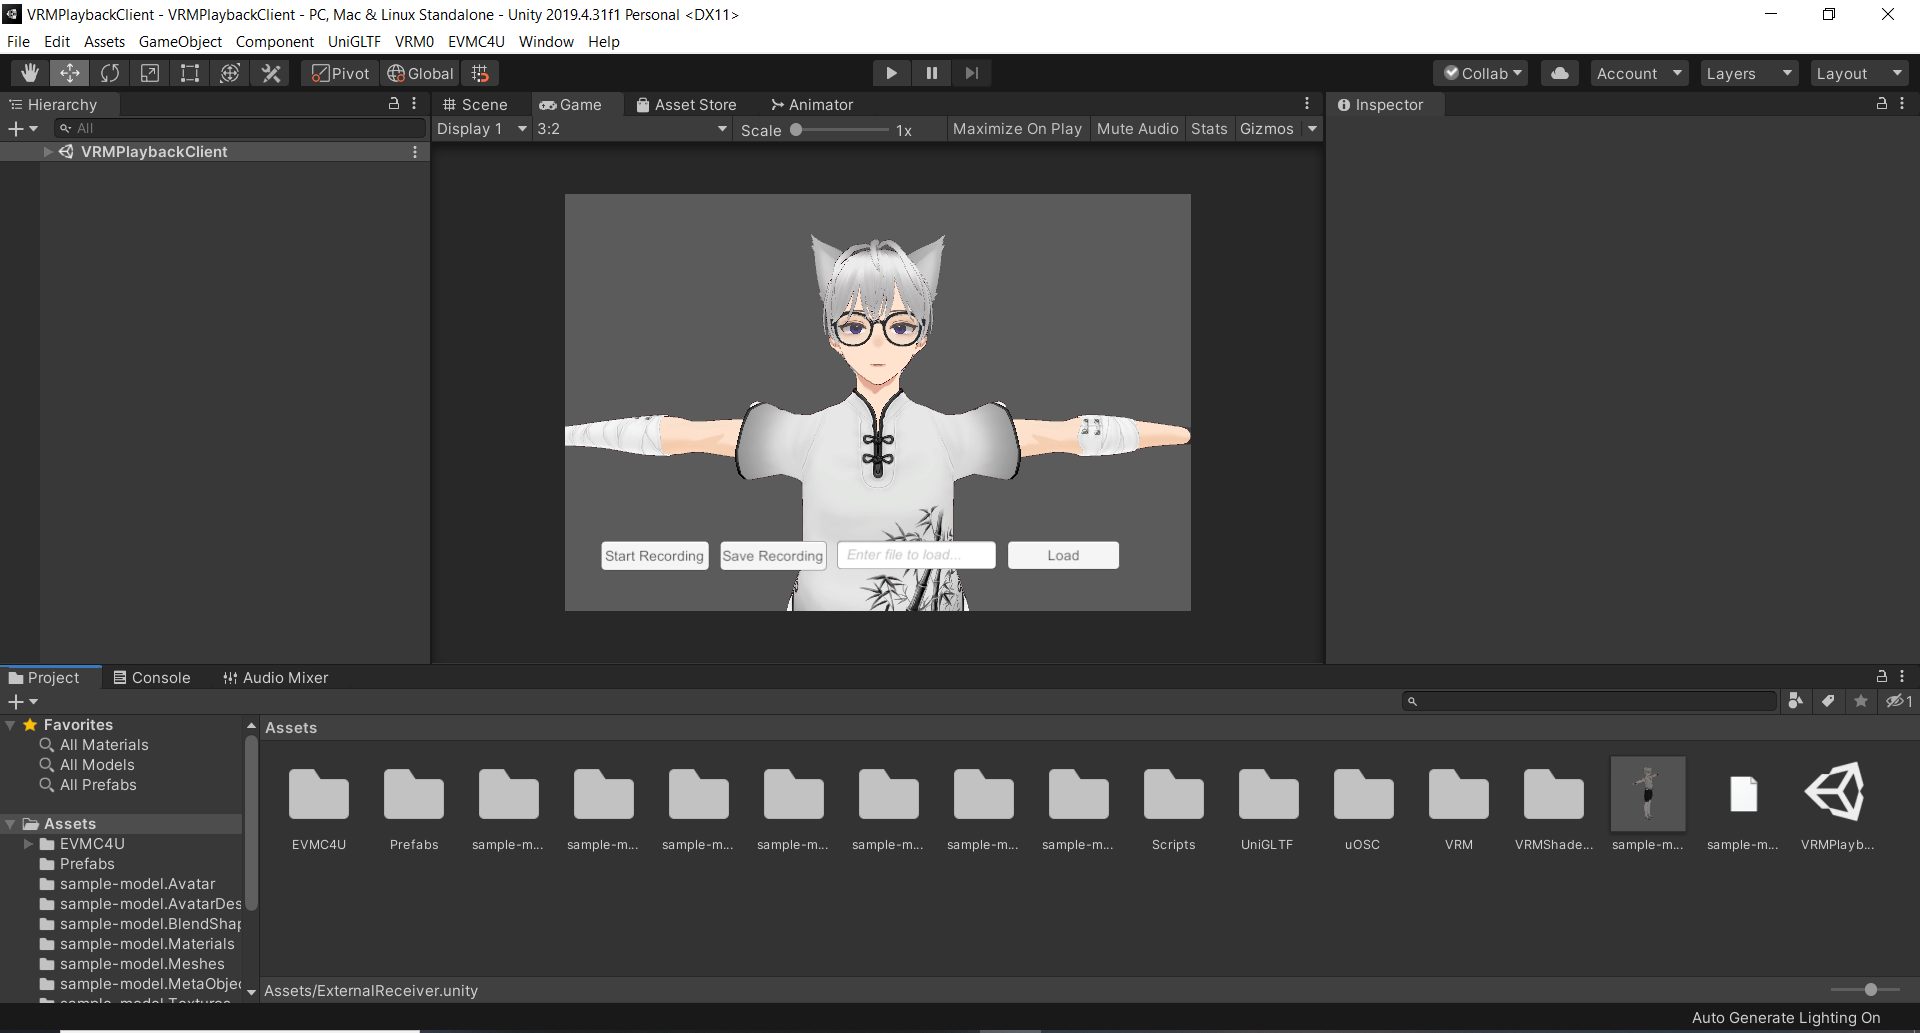 VRMPlaybackClient - VRMPlaybackClient - PC, Mac & Linux Standalone - Unity 2019.4.31f1 Personal <DX11>
File Edit Assets GameObject Component UniGLTF VRM0 EVMC4U Window Help
Pivot Global Collab Account Layers Layout
Hierarchy
All
VRMPlaybackClient
Scene Game Asset Store Animator
Display 1 3:2 Scale 1x Maximize On Play Mute Audio Stats Gizmos
Start Recording Save Recording Enter file to load... Load
Inspector
Project Console Audio Mixer
1
Favorites
All Materials
All Models
All Prefabs
Assets
EVMC4U
Prefabs
sample-model.Avatar
sample-model.AvatarDes
sample-model.BlendShap
sample-model.Materials
sample-model.Meshes
sample-model.MetaObjec
sample-model.Textures
Assets
EVMC4U Prefabs sample-m... sample-m... sample-m... sample-m... sample-m... sample-m... sample-m... Scripts UniGLTF uOSC VRM VRMShade... sample-m... sample-m... VRMPlayb...
Assets/ExternalReceiver.unity
Auto Generate Lighting On